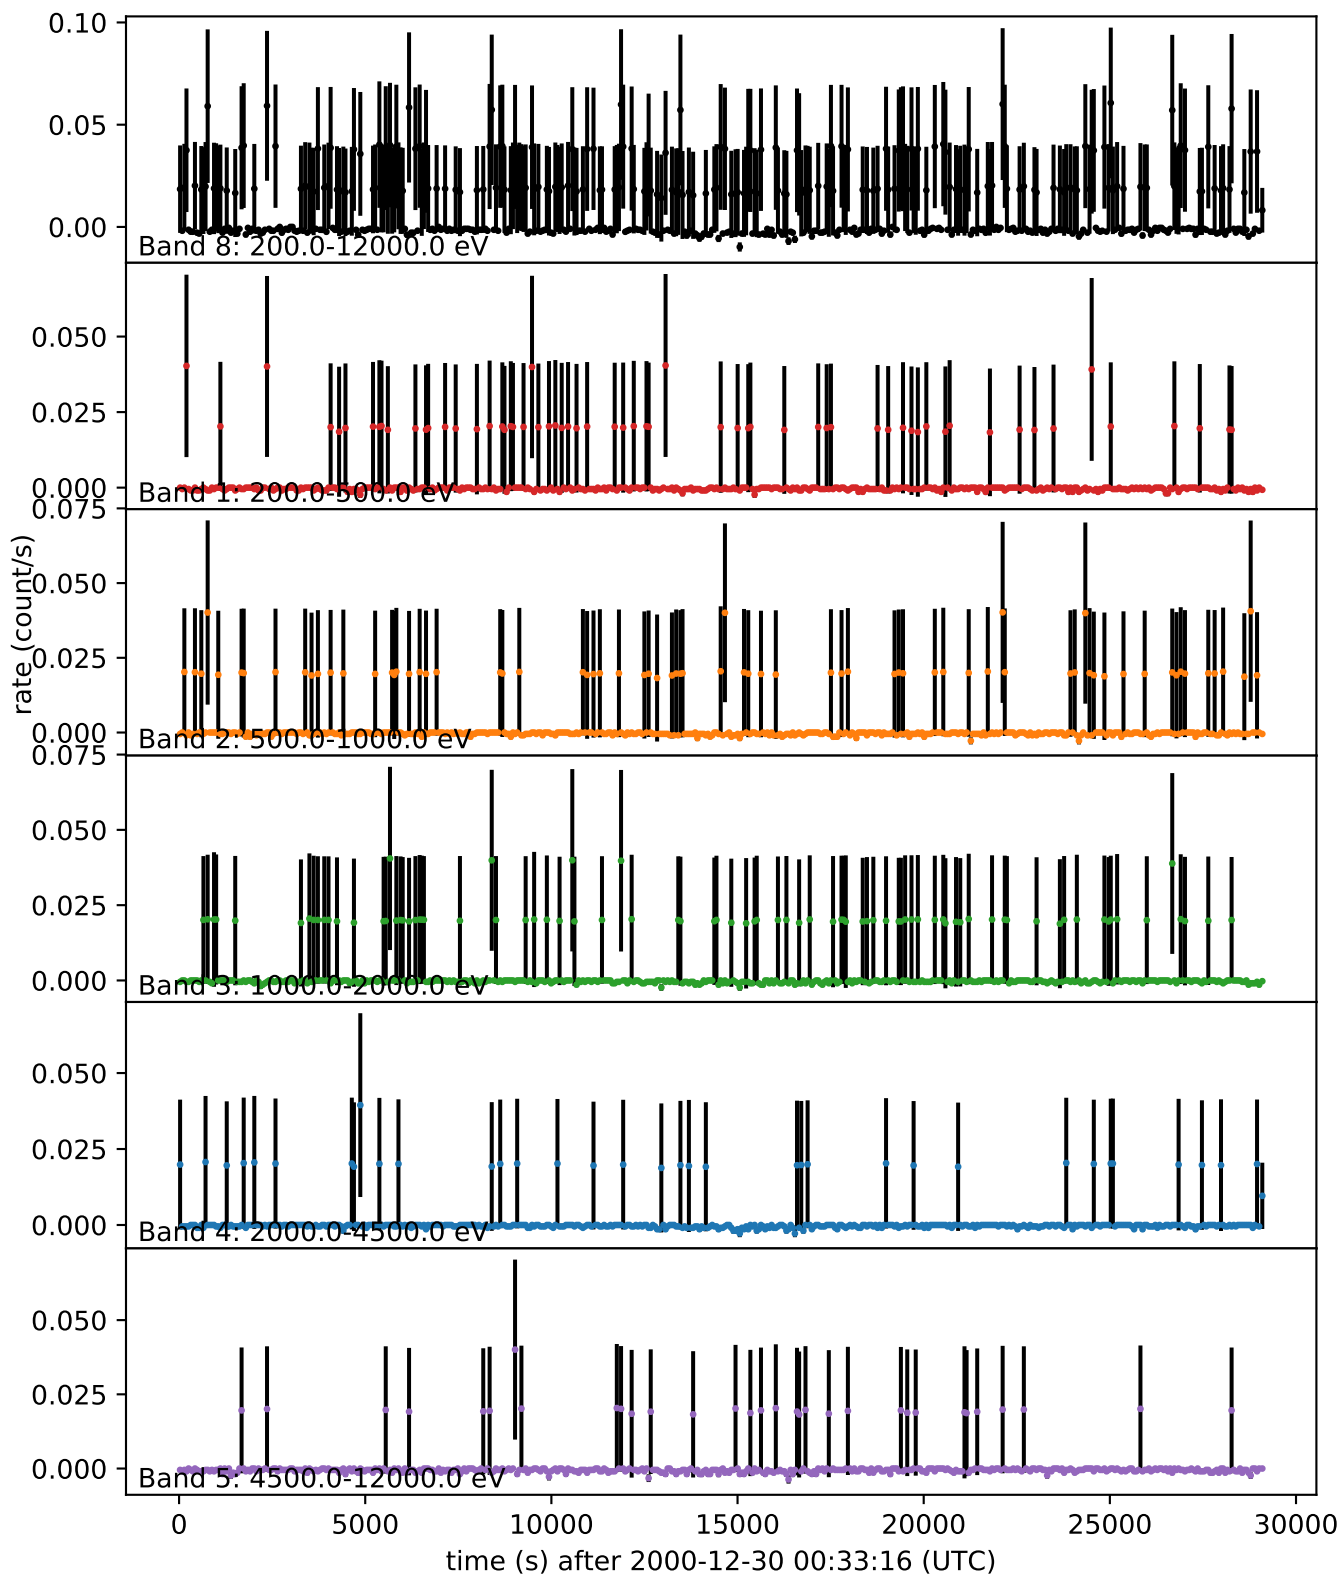 0.10
0.05
0.00
Band 8: 200.0-12000.0 eV
0.050
0.025
0.000
Band 1: 200.0-500.0 eV
0.075
0.050
0.025
0.000
Band 2: 500.0-1000.0 eV
rate (count/s)
0.075
0.050
0.025
0.000
Band 3: 1000.0-2000.0 eV
0.050
0.025
0.000
Band 4: 2000.0-4500.0 eV
0.050
0.025
0.000
Band 5: 4500.0-12000.0 eV
0 5000 10000 15000 20000 25000 30000
time (s) after 2000-12-30 00:33:16 (UTC)